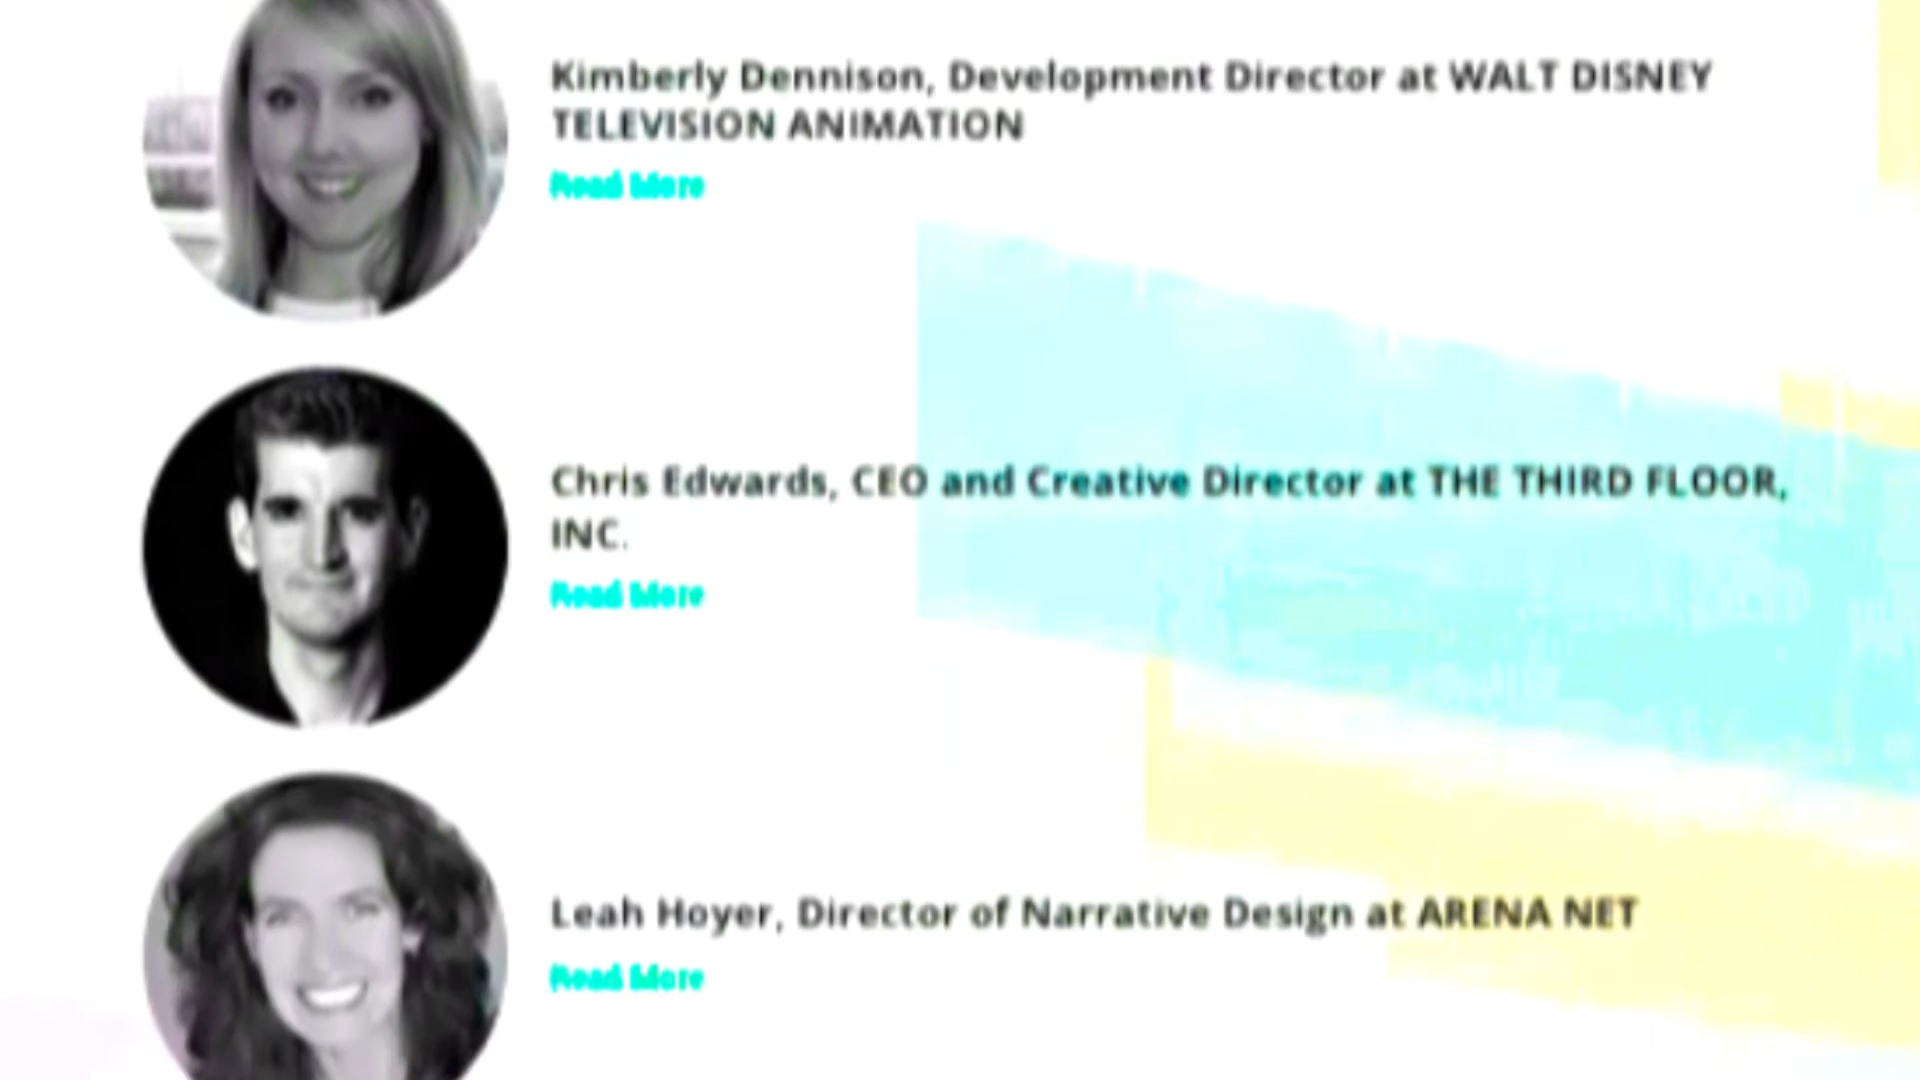 Kimberly Dennison, Development Director at WALT DISNEY
TELEVISION ANIMATION
Read More
Chris Edwards, CEO and Creative Director at THE THIRD FLOOR,
INC.
Read More
Leah Hoyer, Director of Narrative Design at ARENA NET
Read More